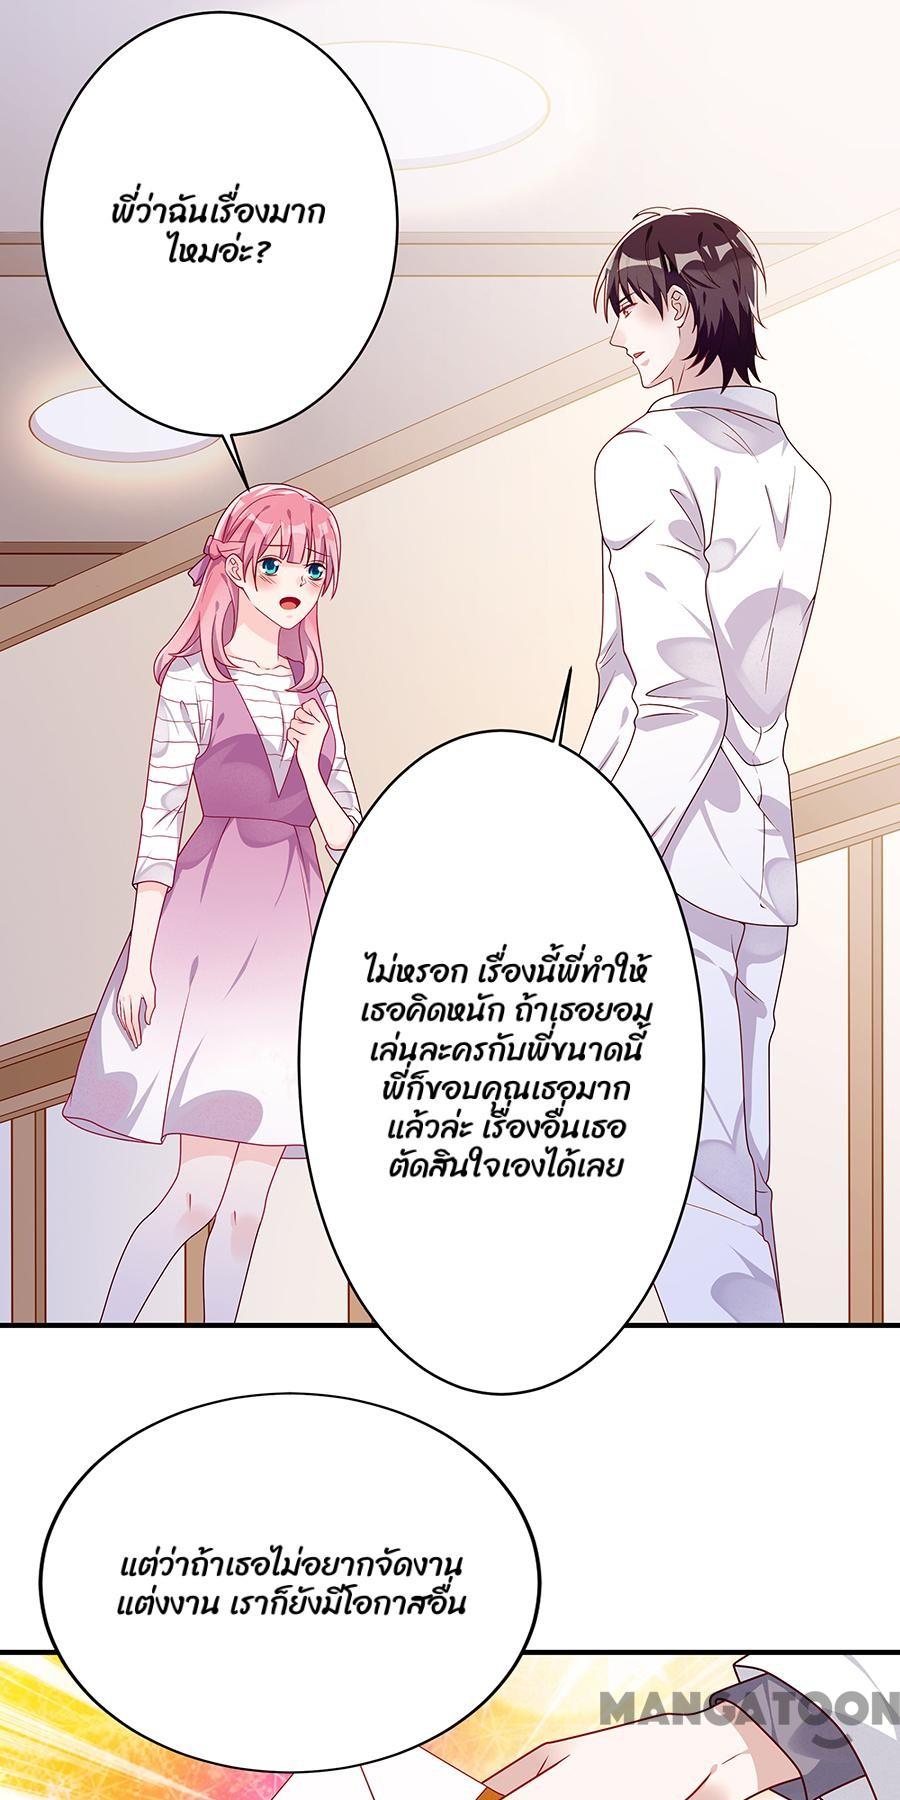 พี่ว่าฉันเรื่องมาก
ไหมอ่ะ?
ไม่หรอก เรื่องนี้พี่ทำให้
เธอคิดหนัก ถ้าเธอยอม
เล่นละครกับพี่ขนาดนี้
พี่ก็ขอบคุณเธอมาก
แล้วล่ะ เรื่องอื่นเธอ
ตัดสินใจเองได้เลย
แต่ว่าถ้าเธอไม่อยากจัดงาน
แต่งงาน เราก็ยังมีโอกาสอื่น
MANGATOON